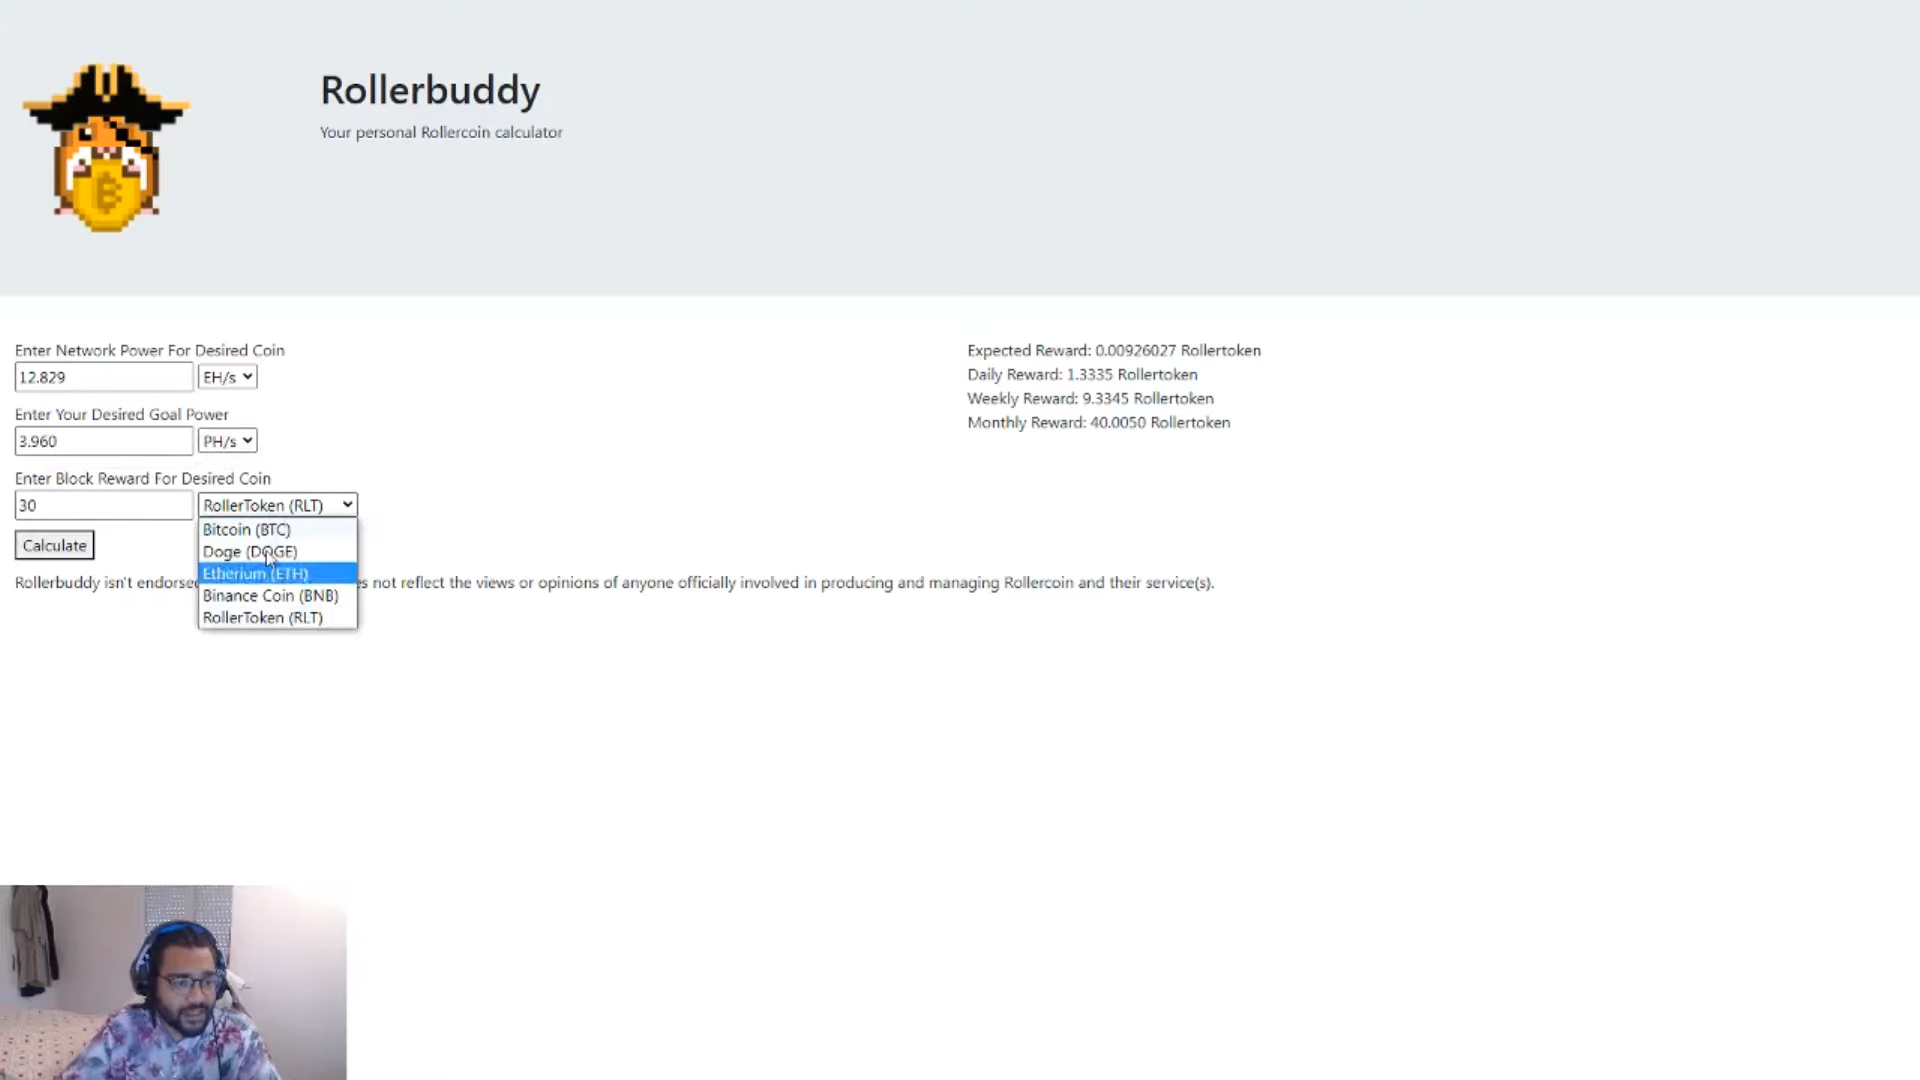 Rollerbuddy
Your personal Rollercoin calculator
Enter Network Power For Desired Coin
12.829 EH/s
Enter Your Desired Goal Power
3.960 PH/s
Enter Block Reward For Desired Coin
30 RollerToken (RLT)
Bitcoin (BTC)
Doge (DOGE)
Etherium (ETH)
Binance Coin (BNB)
RollerToken (RLT)
Calculate
Rollerbuddy isn't endorsed es not reflect the views or opinions of anyone officially involved in producing and managing Rollercoin and their service(s).
Expected Reward: 0.00926027 Rollertoken
Daily Reward: 1.3335 Rollertoken
Weekly Reward: 9.3345 Rollertoken
Monthly Reward: 40.0050 Rollertoken